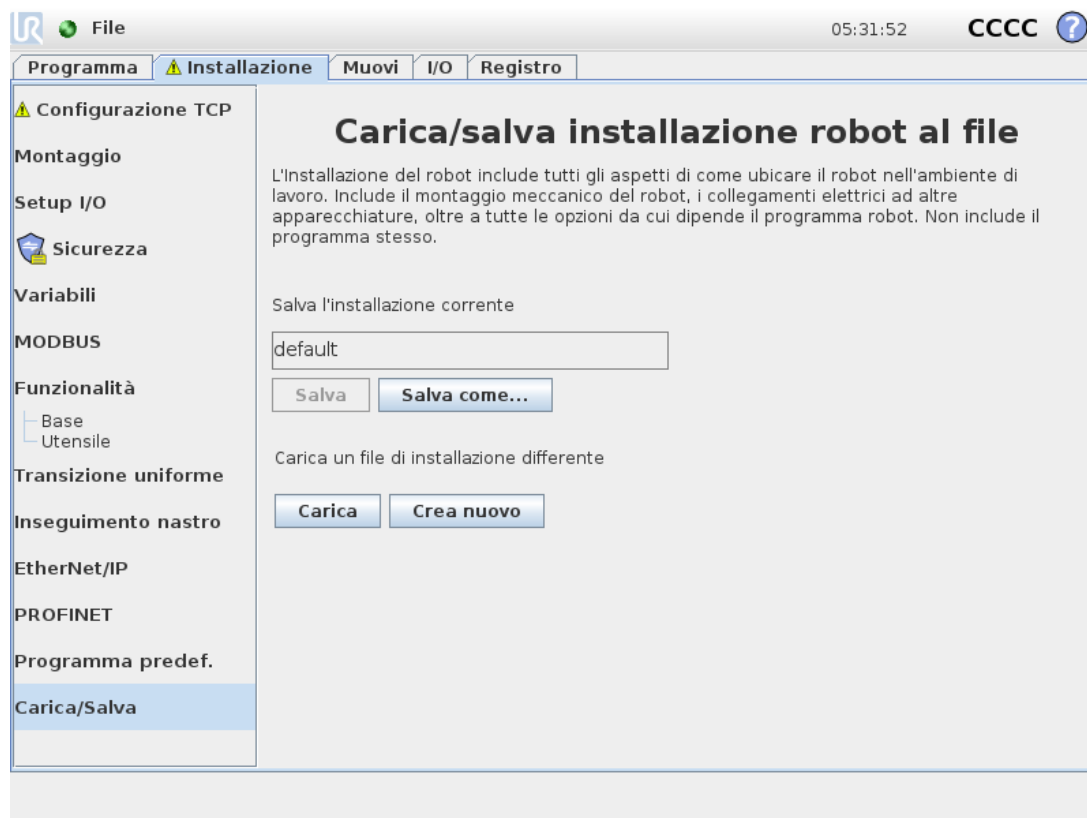 UR File 05:31:52 CCCC ?
Programma Installazione Muovi I/O Registro
Configurazione TCP
Montaggio
Setup I/O
Sicurezza
Variabili
MODBUS
Funzionalità
Base
Utensile
Transizione uniforme
Inseguimento nastro
EtherNet/IP
PROFINET
Programma predef.
Carica/Salva
Carica/salva installazione robot al file
L'Installazione del robot include tutti gli aspetti di come ubicare il robot nell'ambiente di
lavoro. Include il montaggio meccanico del robot, i collegamenti elettrici ad altre
apparecchiature, oltre a tutte le opzioni da cui dipende il programma robot. Non include il
programma stesso.
Salva l'installazione corrente
default
Salva Salva come...
Carica un file di installazione differente
Carica Crea nuovo